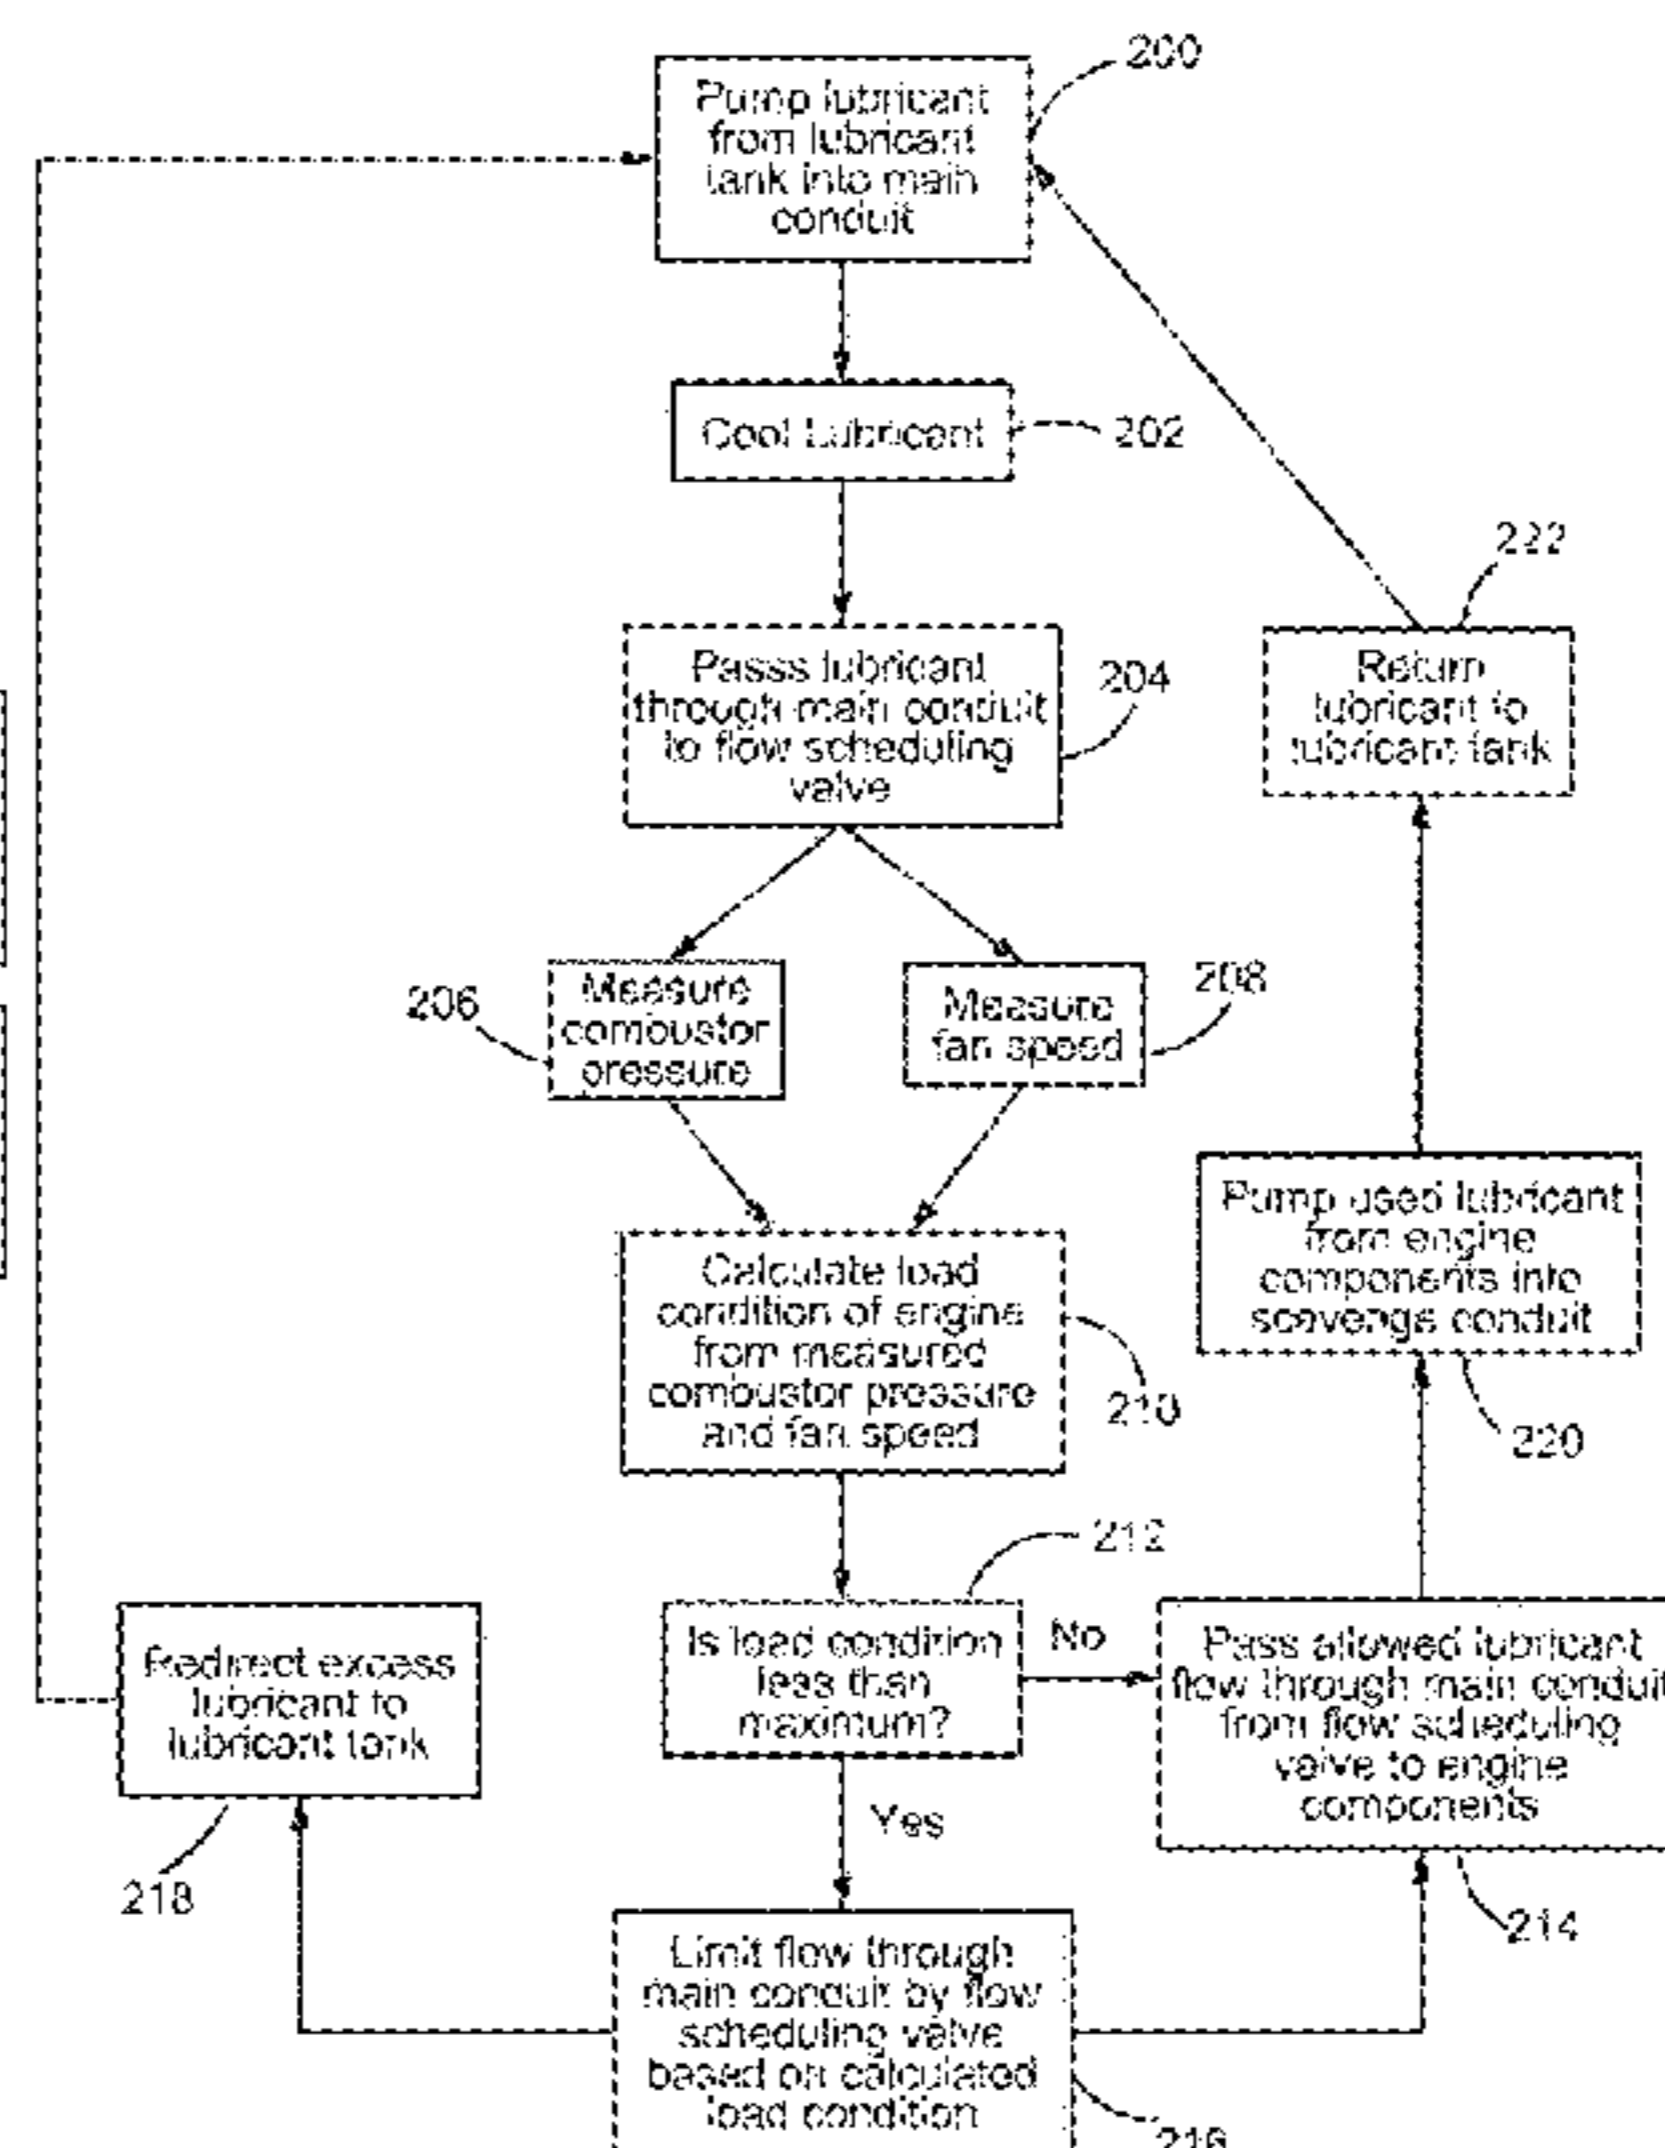 200
Pump lubricant
from lubricant
tank into main
conduit
Cool Lubricant
202
222
Passs lubricant
through main conduit
to flow scheduling
valve
204
Return
lubricant to
lubricant tank
206
Measure
combustor
pressure
Measure
fan speed
208
Calculate load
condition of engine
from measured
combustor pressure
and fan speed
210
Pump used lubricant
from engine
components into
scavenge conduit
220
212
Redirect excess
lubricant to
lubricant tank
218
Is load condition
less than
maximum?
No
Yes
Pass allowed lubricant
flow through main conduit
from flow scheduling
valve to engine
components
214
Limit flow through
main conduit by flow
scheduling valve
based on calculated
load condition
216